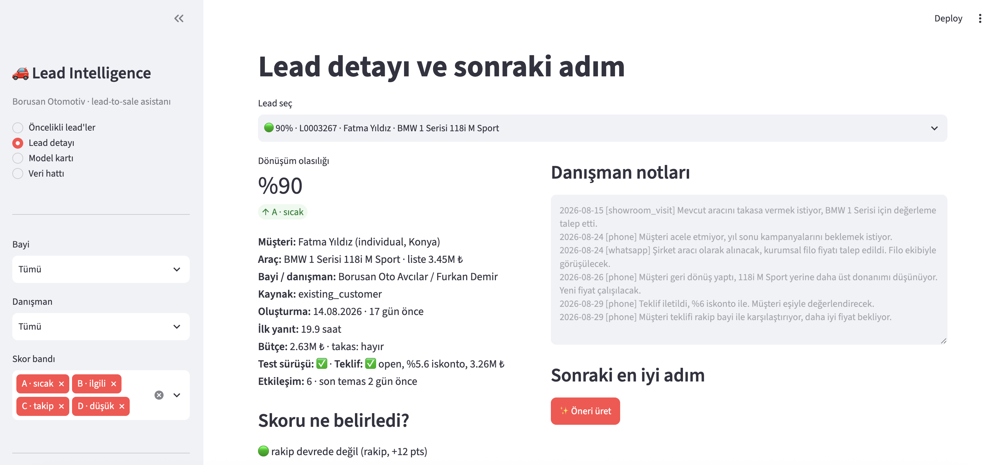 Deploy
🚗 Lead Intelligence
Borusan Otomotiv · lead-to-sale asistanı
Öncelikli lead'ler
Lead detayı
Model kartı
Veri hattı
Bayi
Tümü
Danışman
Tümü
Skor bandı
A · sıcak ×
B · ilgili ×
C · takip ×
D · düşük ×
Lead detayı ve sonraki adım
Lead seç
🟢 90% · L0003267 · Fatma Yıldız · BMW 1 Serisi 118i M Sport
Dönüşüm olasılığı
%90
↑ A · sıcak
Müşteri: Fatma Yıldız (individual, Konya)
Araç: BMW 1 Serisi 118i M Sport · liste 3.45M ₺
Bayi / danışman: Borusan Oto Avcılar / Furkan Demir
Kaynak: existing_customer
Oluşturma: 14.08.2026 · 17 gün önce
İlk yanıt: 19.9 saat
Bütçe: 2.63M ₺ · takas: hayır
Test sürüşü: ✅ · Teklif: ✅ open, %5.6 iskonto, 3.26M ₺
Etkileşim: 6 · son temas 2 gün önce
Skoru ne belirledi?
🟢 rakip devrede değil (rakip, +12 pts)
Danışman notları
2026-08-15 [showroom_visit] Mevcut aracını takasa vermek istiyor, BMW 1 Serisi için değerleme
talep etti.
2026-08-24 [phone] Müşteri acele etmiyor, yıl sonu kampanyalarını beklemek istiyor.
2026-08-24 [whatsapp] Şirket aracı olarak alınacak, kurumsal filo fiyatı talep edildi. Filo ekibiyle
görüşülecek.
2026-08-26 [phone] Müşteri geri dönüş yaptı, 118i M Sport yerine daha üst donanımı düşünüyor.
Yeni fiyat çalışılacak.
2026-08-29 [phone] Teklif iletildi, %6 iskonto ile. Müşteri eşiyle değerlendirecek.
2026-08-29 [phone] Müşteri teklifi rakip bayi ile karşılaştırıyor, daha iyi fiyat bekliyor.
Sonraki en iyi adım
✨ Öneri üret